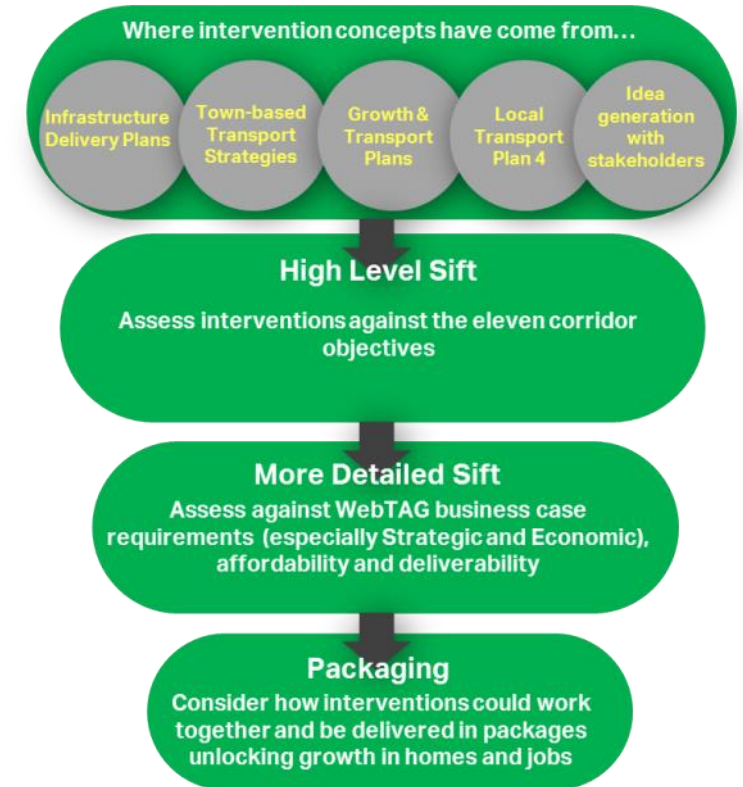 Where intervention concepts have come from...
Infrastructure
Delivery Plans
Town-based
Transport
Strategies
Growth &
Transport
Plans
Local
Transport
Plan 4
Idea
generation
with
stakeholders
High Level Sift
Assess interventions against the eleven corridor
objectives
More Detailed Sift
Assess against WebTAG business case
requirements (especially Strategic and Economic),
affordability and deliverability
Packaging
Consider how interventions could work
together and be delivered in packages
unlocking growth in homes and jobs